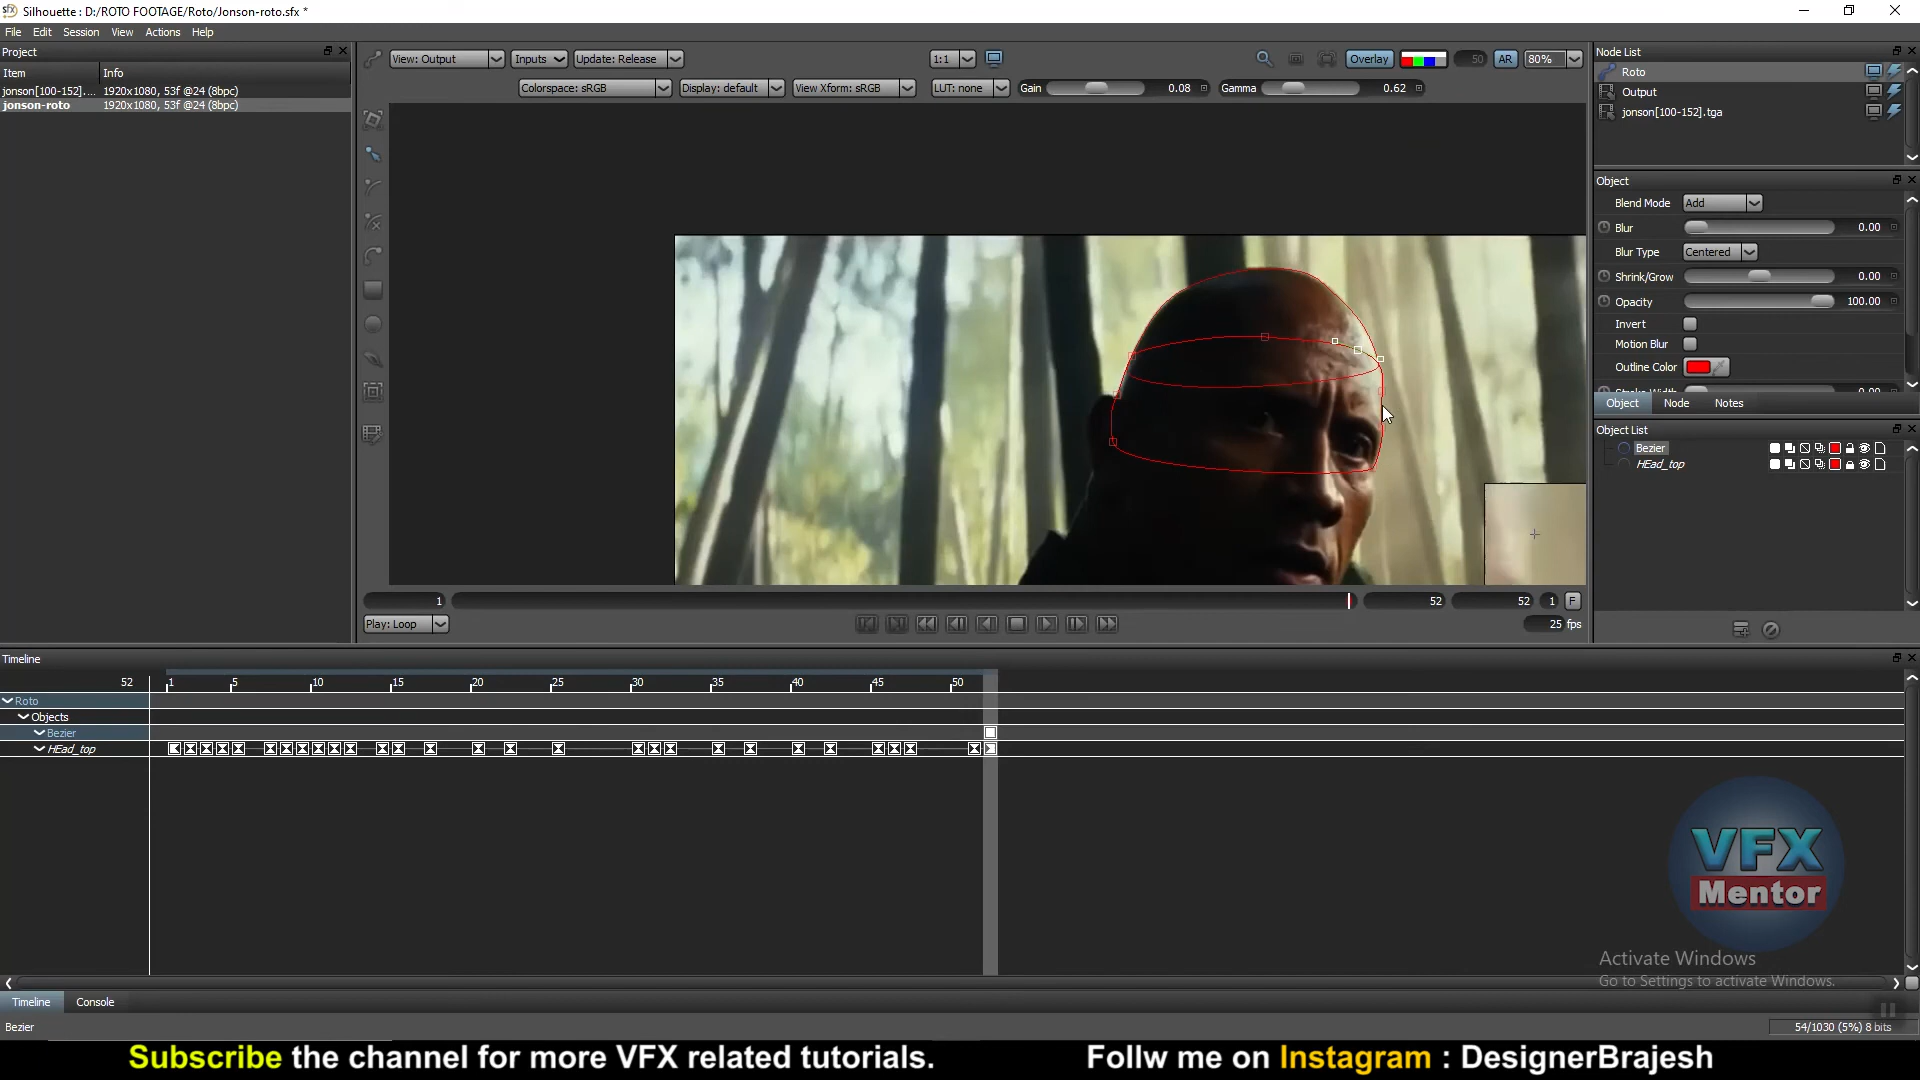 Silhouette : D:/ROTO FOOTAGE/Roto/Jonson-roto.sfx *
File Edit Session View Actions Help
Project
Item Info
jonson[100-152].... 1920x1080, 53f @24 (8bpc)
jonson-roto 1920x1080, 53f @24 (8bpc)
View: Output Inputs Update: Release 1:1 Overlay 50 AR 80%
Colorspace: sRGB Display: default View Xform: sRGB LUT: none Gain 0.08 Gamma 0.62
Node List
Roto
Output
jonson[100-152].tga
Object
Blend Mode Add
Blur 0.00
Blur Type Centered
Shrink/Grow 0.00
Opacity 100.00
Invert
Motion Blur
Outline Color
Object Node Notes
Object List
Bezier
HEad_top
1 52 52 1 F
Play: Loop 25 fps
Timeline
52 1 5 10 15 20 25 30 35 40 45 50
Roto
Objects
Bezier
HEad_top
VFX
Mentor
Activate Windows
Go to Settings to activate Windows.
Timeline Console
Bezier 54/1030 (5%) 8 bits
Subscribe the channel for more VFX related tutorials. Follw me on Instagram : DesignerBrajesh